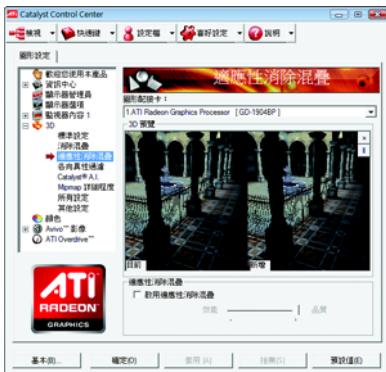 Catalyst Control Center
檢視 快速鍵 設定檔 喜好設定 說明
圖形設定
歡迎您使用本產品
資訊中心
顯示器管理員
顯示器選項
監視器內容 1
3D
標準設定
消除混疊
適應性消除混疊
各向異性過濾
Catalyst® A.I.
Mipmap 詳細程度
所有設定
其他設定
顏色
Avivo™ 影像
ATI Overdrive™
ATI
RADEON
GRAPHICS
適應性消除混疊
圖形配接卡：
1.ATI Radeon Graphics Processor [GD-1904BP]
3D 預覽
目前 新增
適應性消除混疊
啟用適應性消除混疊
效能 品質
基本(B)... 確定(O) 套用 (A) 捨棄(S) 預設值(E)